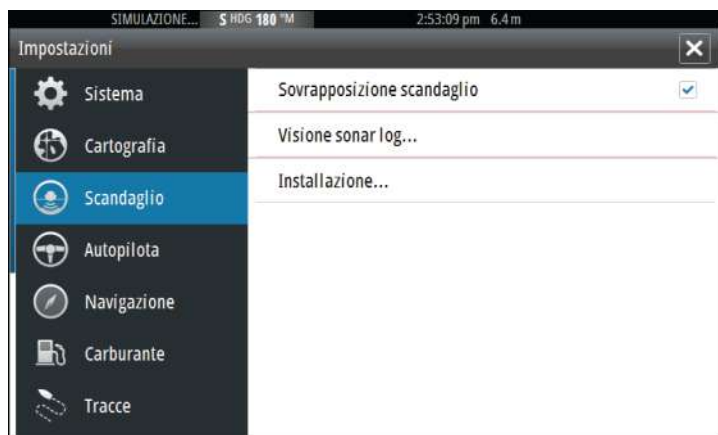 SIMULAZIONE... S HDG 180 °M 2:53:09 pm 6.4 m
Impostazioni
Sistema
Cartografia
Scandaglio
Autopilota
Navigazione
Carburante
Tracce
Sovrapposizione scandaglio
Visione sonar log...
Installazione...